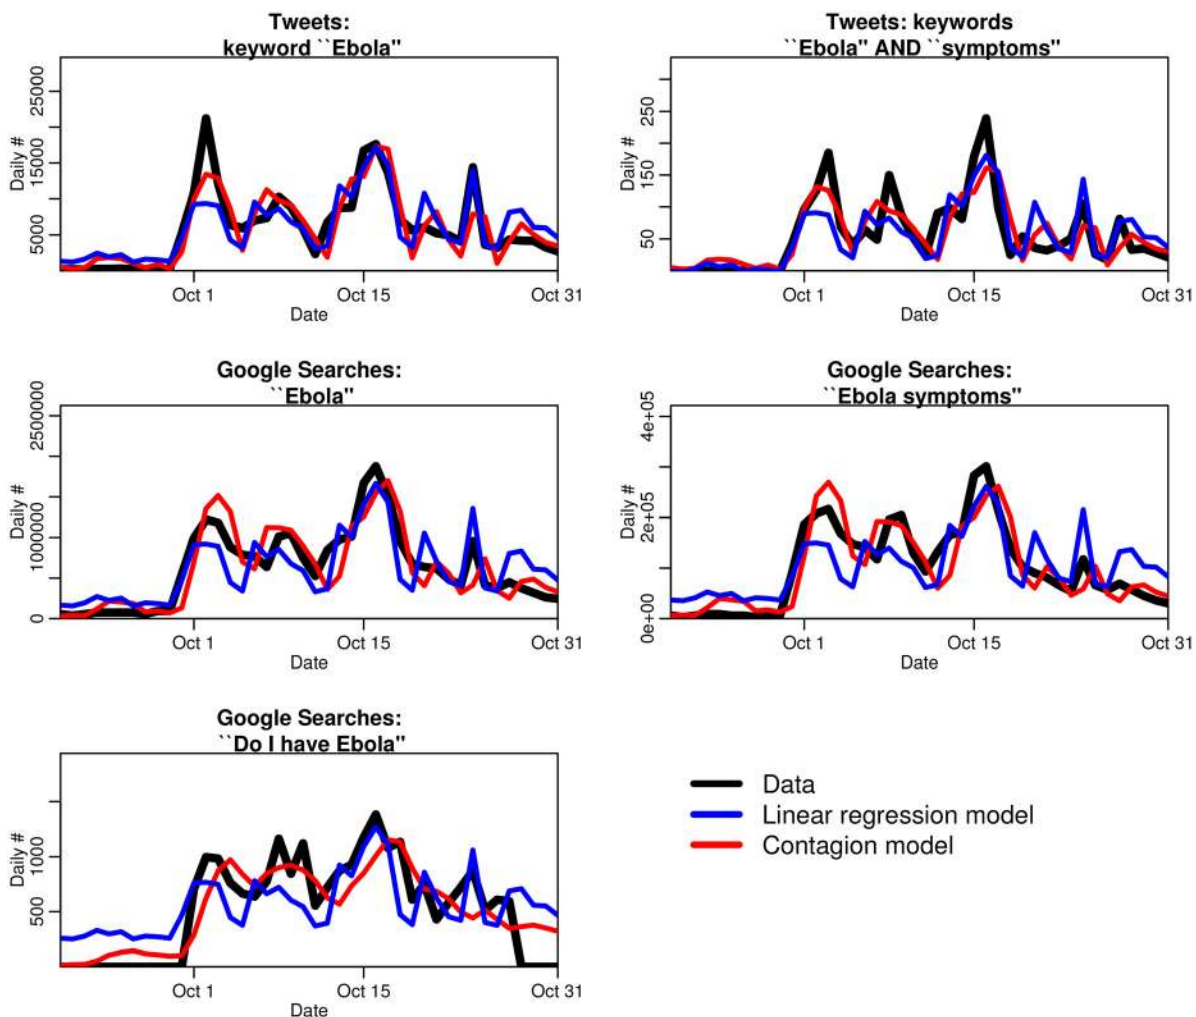 Tweets:
keyword ``Ebola"
Daily #
5000
15000
25000
Oct 1
Oct 15
Oct 31
Date
Tweets: keywords
``Ebola" AND ``symptoms"
Daily #
50
150
250
Oct 1
Oct 15
Oct 31
Date
Google Searches:
``Ebola"
Daily #
0
1000000
2500000
Oct 1
Oct 15
Oct 31
Date
Google Searches:
``Ebola symptoms"
Daily #
0e+00
2e+05
4e+05
Oct 1
Oct 15
Oct 31
Date
Google Searches:
``Do I have Ebola"
Daily #
500
1000
Oct 1
Oct 15
Oct 31
Date
Data
Linear regression model
Contagion model